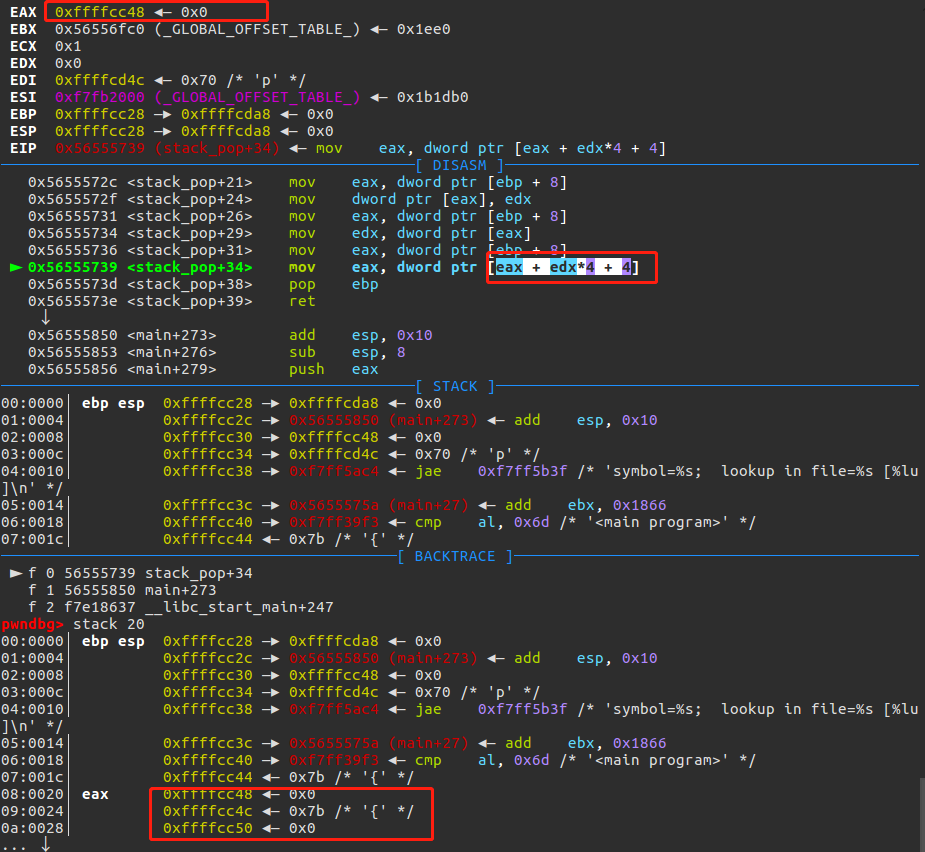 EAX  0xffffcc48 ◂— 0x0
EBX  0x56556fc0 (_GLOBAL_OFFSET_TABLE_) ◂— 0x1ee0
ECX  0x1
EDX  0x0
EDI  0xffffcd4c ◂— 0x70 /* 'p' */
ESI  0xf7fb2000 (_GLOBAL_OFFSET_TABLE_) ◂— 0x1b1db0
EBP  0xffffcc28 —▸ 0xffffcda8 ◂— 0x0
ESP  0xffffcc28 —▸ 0xffffcda8 ◂— 0x0
EIP  0x56555739 (stack_pop+34) ◂— mov    eax, dword ptr [eax + edx*4 + 4]
[ DISASM ]
0x5655572c <stack_pop+21>    mov    eax, dword ptr [ebp + 8]
0x5655572f <stack_pop+24>    mov    dword ptr [eax], edx
0x56555731 <stack_pop+26>    mov    eax, dword ptr [ebp + 8]
0x56555734 <stack_pop+29>    mov    edx, dword ptr [eax]
0x56555736 <stack_pop+31>    mov    eax, dword ptr [ebp + 8]
► 0x56555739 <stack_pop+34>    mov    eax, dword ptr [eax + edx*4 + 4]
0x5655573d <stack_pop+38>    pop    ebp
0x5655573e <stack_pop+39>    ret
↓
0x56555850 <main+273>        add    esp, 0x10
0x56555853 <main+276>        sub    esp, 8
0x56555856 <main+279>        push   eax
[ STACK ]
00:0000│ ebp esp  0xffffcc28 —▸ 0xffffcda8 ◂— 0x0
01:0004│          0xffffcc2c —▸ 0x56555850 (main+273) ◂— add    esp, 0x10
02:0008│          0xffffcc30 —▸ 0xffffcc48 ◂— 0x0
03:000c│          0xffffcc34 —▸ 0xffffcd4c ◂— 0x70 /* 'p' */
04:0010│          0xffffcc38 —▸ 0xf7ff5ac4 ◂— jae    0xf7ff5b3f /* 'symbol=%s;  lookup in file=%s [%lu
]\n' */
05:0014│          0xffffcc3c —▸ 0x5655575a (main+27) ◂— add    ebx, 0x1866
06:0018│          0xffffcc40 —▸ 0xf7ff39f3 ◂— cmp    al, 0x6d /* '<main program>' */
07:001c│          0xffffcc44 ◂— 0x7b /* '{' */
[ BACKTRACE ]
► f 0 56555739 stack_pop+34
f 1 56555850 main+273
f 2 f7e18637 __libc_start_main+247
pwndbg> stack 20
00:0000│ ebp esp  0xffffcc28 —▸ 0xffffcda8 ◂— 0x0
01:0004│          0xffffcc2c —▸ 0x56555850 (main+273) ◂— add    esp, 0x10
02:0008│          0xffffcc30 —▸ 0xffffcc48 ◂— 0x0
03:000c│          0xffffcc34 —▸ 0xffffcd4c ◂— 0x70 /* 'p' */
04:0010│          0xffffcc38 —▸ 0xf7ff5ac4 ◂— jae    0xf7ff5b3f /* 'symbol=%s;  lookup in file=%s [%lu
]\n' */
05:0014│          0xffffcc3c —▸ 0x5655575a (main+27) ◂— add    ebx, 0x1866
06:0018│          0xffffcc40 —▸ 0xf7ff39f3 ◂— cmp    al, 0x6d /* '<main program>' */
07:001c│          0xffffcc44 ◂— 0x7b /* '{' */
08:0020│ eax      0xffffcc48 ◂— 0x0
09:0024│          0xffffcc4c ◂— 0x7b /* '{' */
0a:0028│          0xffffcc50 ◂— 0x0
... ↓